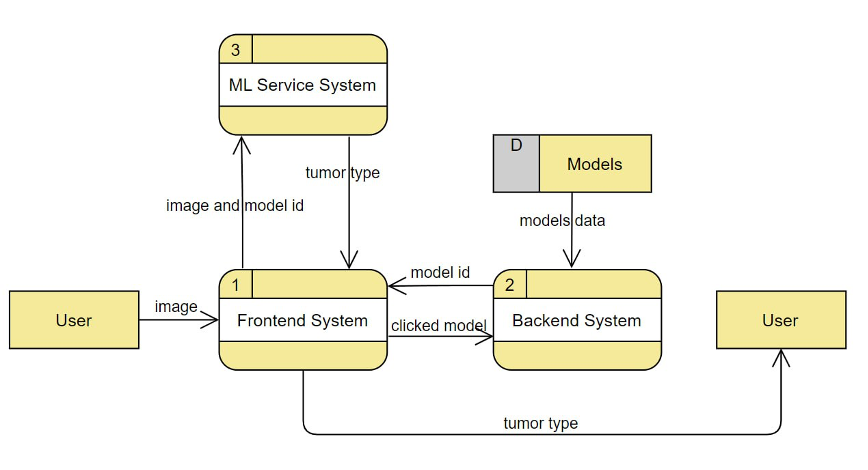 3
ML Service System
D
Models
tumor type
image and model id
models data
model id
1
2
image
User
Frontend System
clicked model
Backend System
User
tumor type